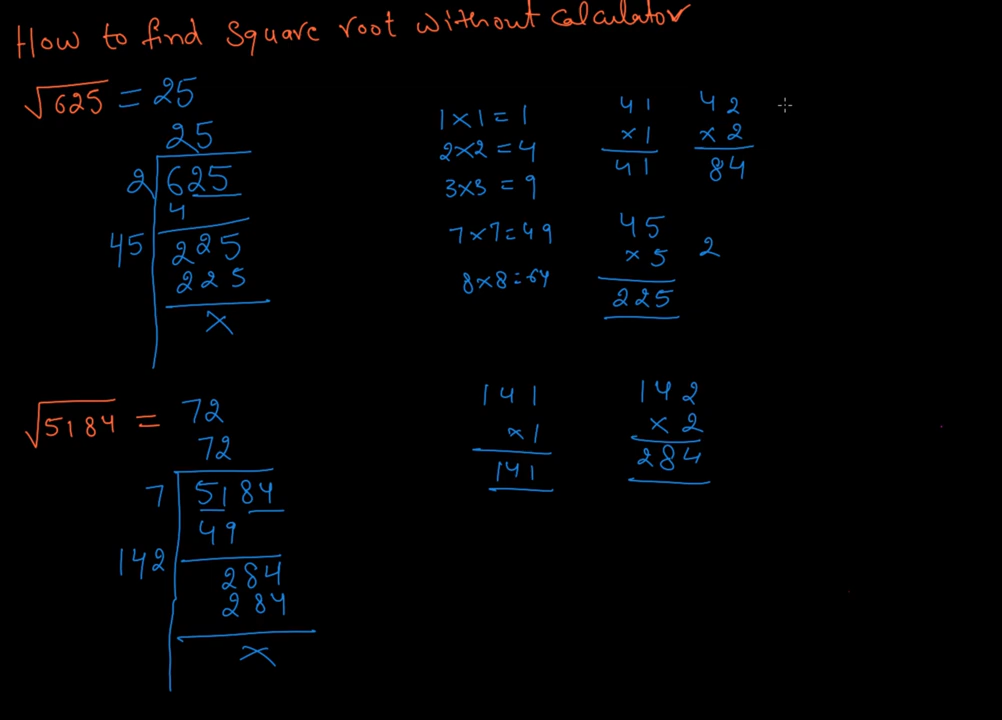 How to find Square root without calculator
√625 = 25
25
2 625
4
45 225
225
x
1 x 1 = 1
2 x 2 = 4
3 x 3 = 9
7 x 7 = 49
8 x 8 = 64
41
x 1
41
42
x 2
84
45
x 5
225
2
√5184 = 72
72
7 5184
49
142 284
284
x
141
x 1
141
142
x 2
284